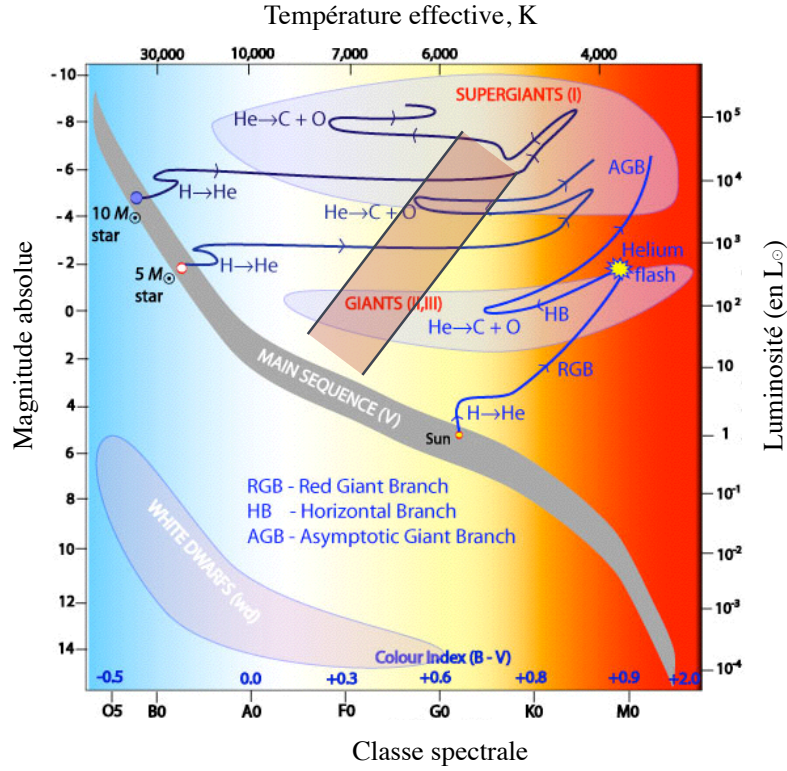 Température effective, K
30,000 10,000 7,000 6,000 4,000
Magnitude absolue
-10
-8
-6
-4
-2
0
2
4
6
8
10
12
14
SUPERGIANTS (I)
He→C + O
AGB
H→He
10 M☉
star
He→C + O
Helium
flash
H→He
5 M☉
star
GIANTS (II,III)
HB
He→C + O
RGB
MAIN SEQUENCE (V)
H→He
Sun
RGB - Red Giant Branch
HB - Horizontal Branch
AGB - Asymptotic Giant Branch
WHITE DWARFS (wd)
Colour Index (B - V)
-0.5 0.0 +0.3 +0.6 +0.8 +0.9 +2.0
10⁵
10⁴
10³
10²
10
1
10⁻¹
10⁻²
10⁻³
10⁻⁴
Luminosité (en L☉)
O5 B0 A0 F0 G0 K0 M0
Classe spectrale